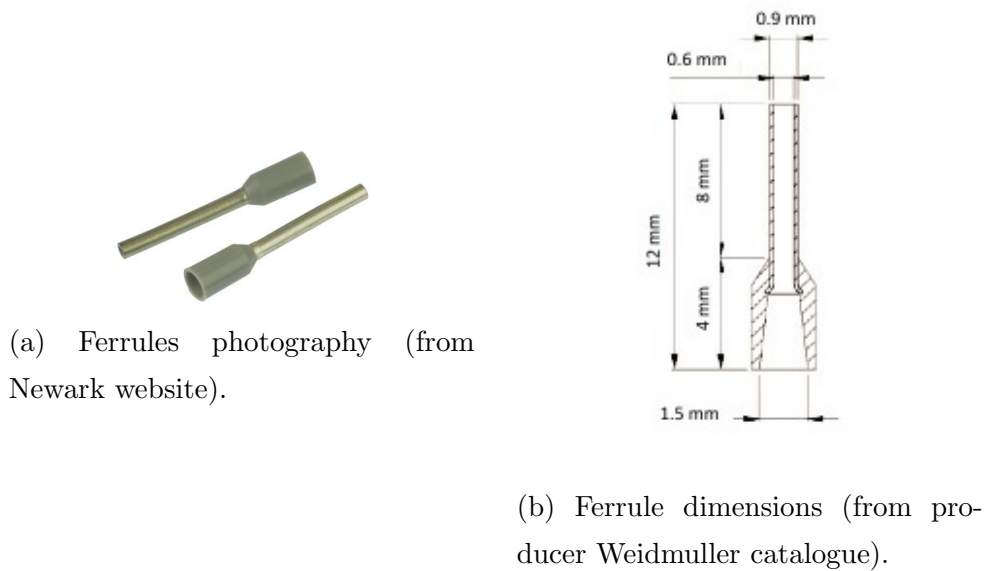 0.9 mm
0.6 mm
8 mm
12 mm
4 mm
1.5 mm
(a) Ferrules photography (from
Newark website).
(b) Ferrule dimensions (from pro-
ducer Weidmuller catalogue).